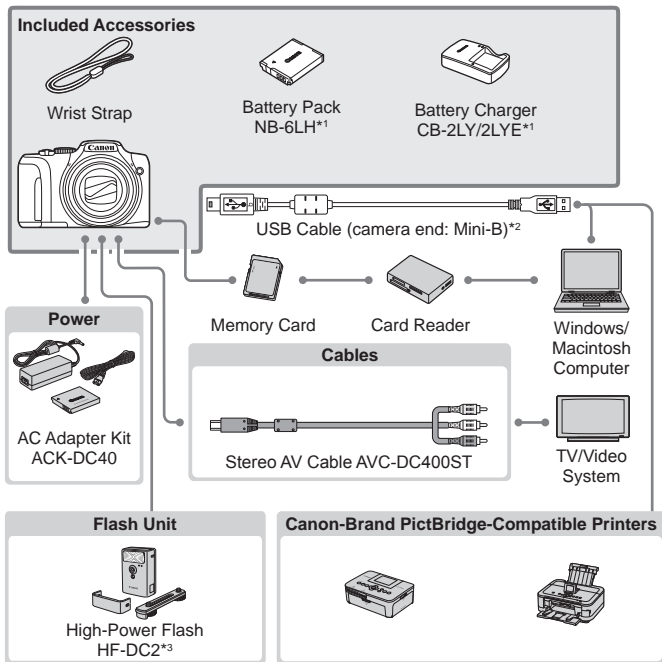 Included Accessories
Wrist Strap
Battery Pack
NB-6LH*1
Battery Charger
CB-2LY/2LYE*1
Canon
USB Cable (camera end: Mini-B)*2
Memory Card
Card Reader
Windows/
Macintosh
Computer
Power
AC Adapter Kit
ACK-DC40
Cables
Stereo AV Cable AVC-DC400ST
TV/Video
System
Flash Unit
High-Power Flash
HF-DC2*3
Canon-Brand PictBridge-Compatible Printers